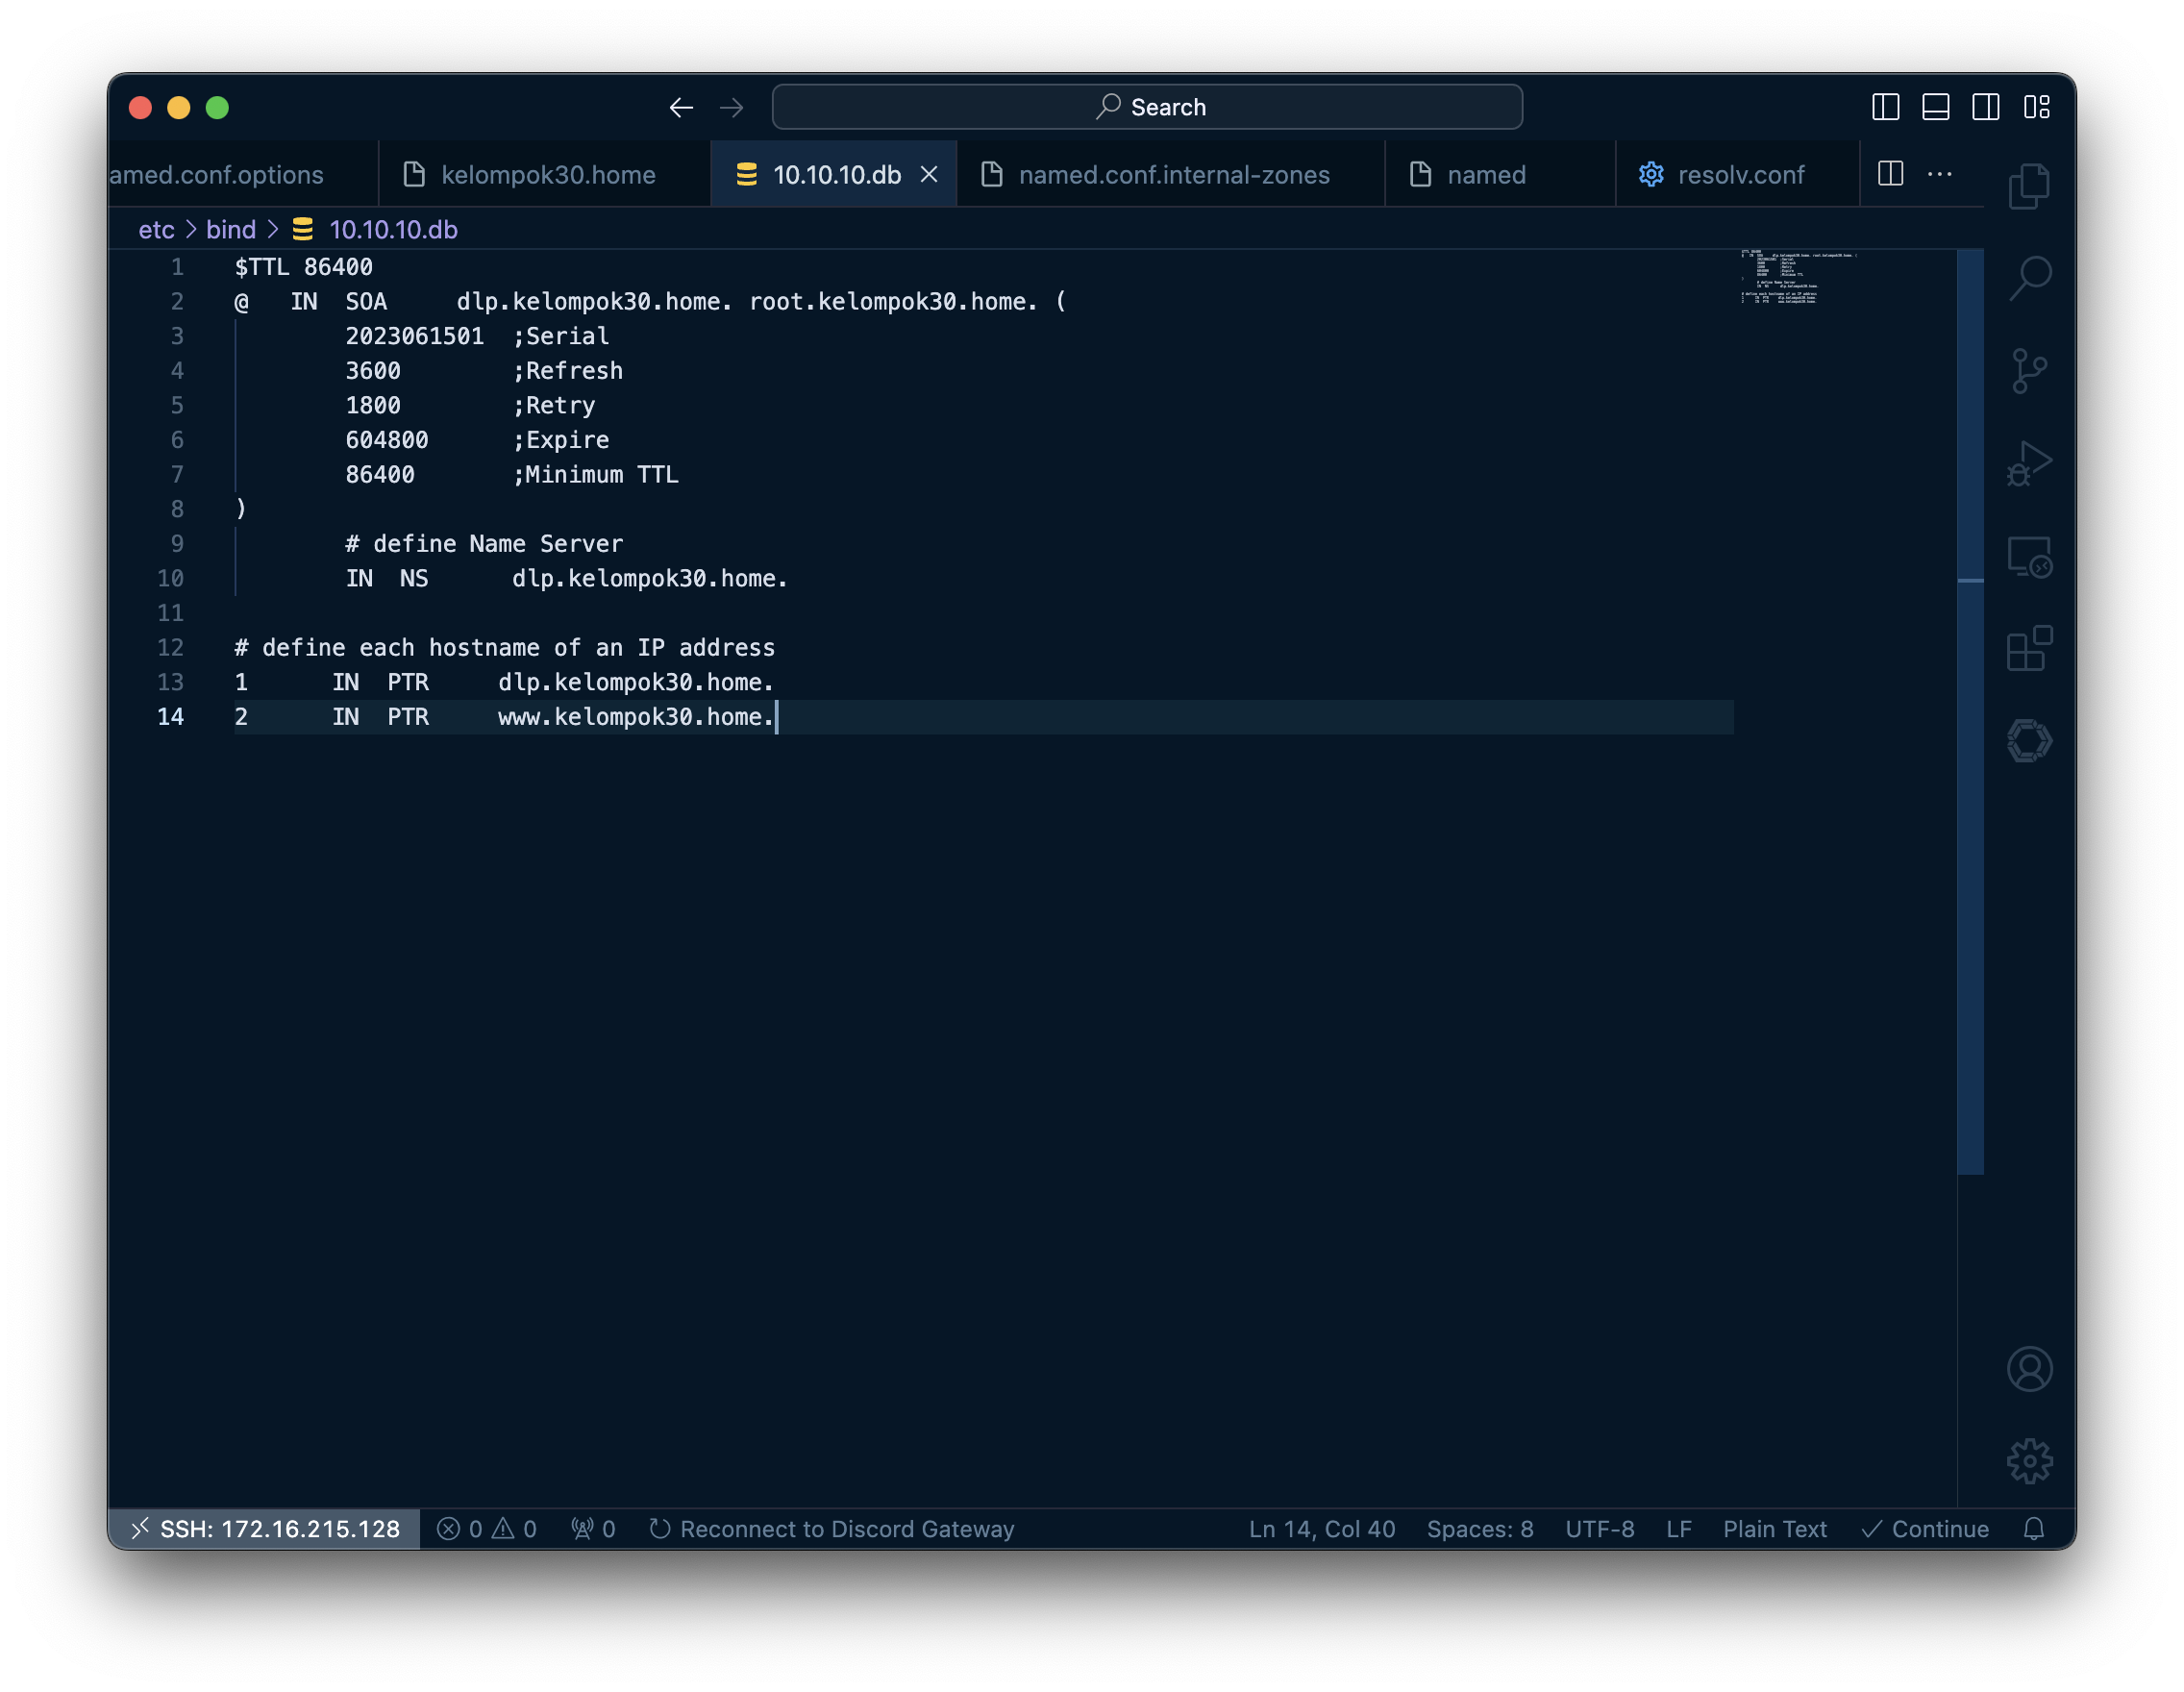 Search
amed.conf.options kelompok30.home 10.10.10.db named.conf.internal-zones named resolv.conf ...
etc > bind > 10.10.10.db
1 $TTL 86400
2 @ IN SOA dlp.kelompok30.home. root.kelompok30.home. (
3 2023061501 ;Serial
4 3600 ;Refresh
5 1800 ;Retry
6 604800 ;Expire
7 86400 ;Minimum TTL
8 )
9 # define Name Server
10 IN NS dlp.kelompok30.home.
11
12 # define each hostname of an IP address
13 1 IN PTR dlp.kelompok30.home.
14 2 IN PTR www.kelompok30.home.
SSH: 172.16.215.128 0 0 0 Reconnect to Discord Gateway Ln 14, Col 40 Spaces: 8 UTF-8 LF Plain Text Continue